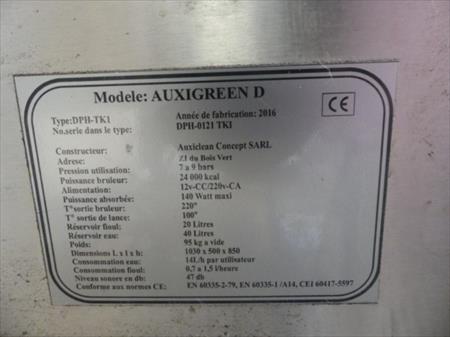 Modele: AUXIGREEN D
CE
Type:DPH-TK1 Année de fabrication: 2016
No.serie dans le type: DPH-0121 TKI
Constructeur: Auxiclean Concept SARL
Adrese: ZI du Bois Vert
Pression utilisation: 7 a 9 bars
Puissance bruleur: 24 000 kcal
Alimentation: 12v-CC/220v-CA
Puissance absorbée: 140 Watt maxi
T°sortie bruleur: 220°
T° sortie de lance: 100°
Réservoir fioul: 20 Litres
Réservoir eau: 40 Litres
Poids: 95 kg a vide
Dimensions L x l x h: 1030 x 500 x 850
Consommation eau: 14L/h par utilisateur
Consommation fioul: 0,7 a 1,5 l/heure
Niveau sonore en db: 47 db
Conforme aux normes CE: EN 60335-2-79, EN 60335-1 /A14, CEI 60417-5597